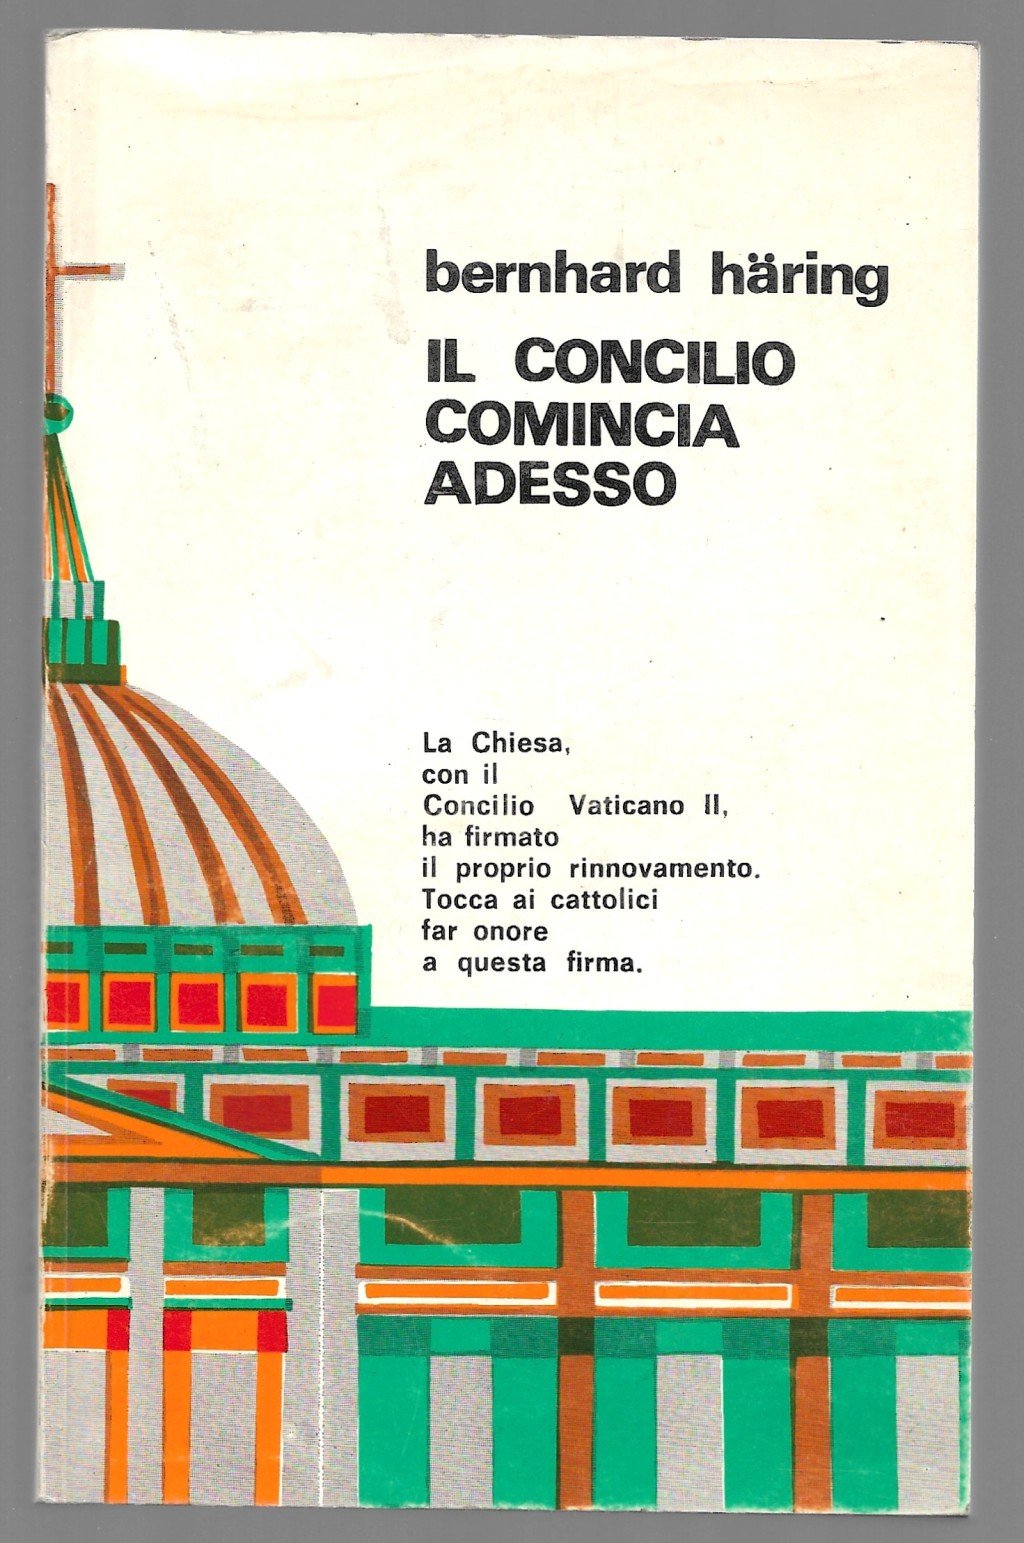 bernhard häring
IL CONCILIO
COMINCIA
ADESSO
La Chiesa,
con il
Concilio Vaticano II,
ha firmato
il proprio rinnovamento.
Tocca ai cattolici
far onore
a questa firma.